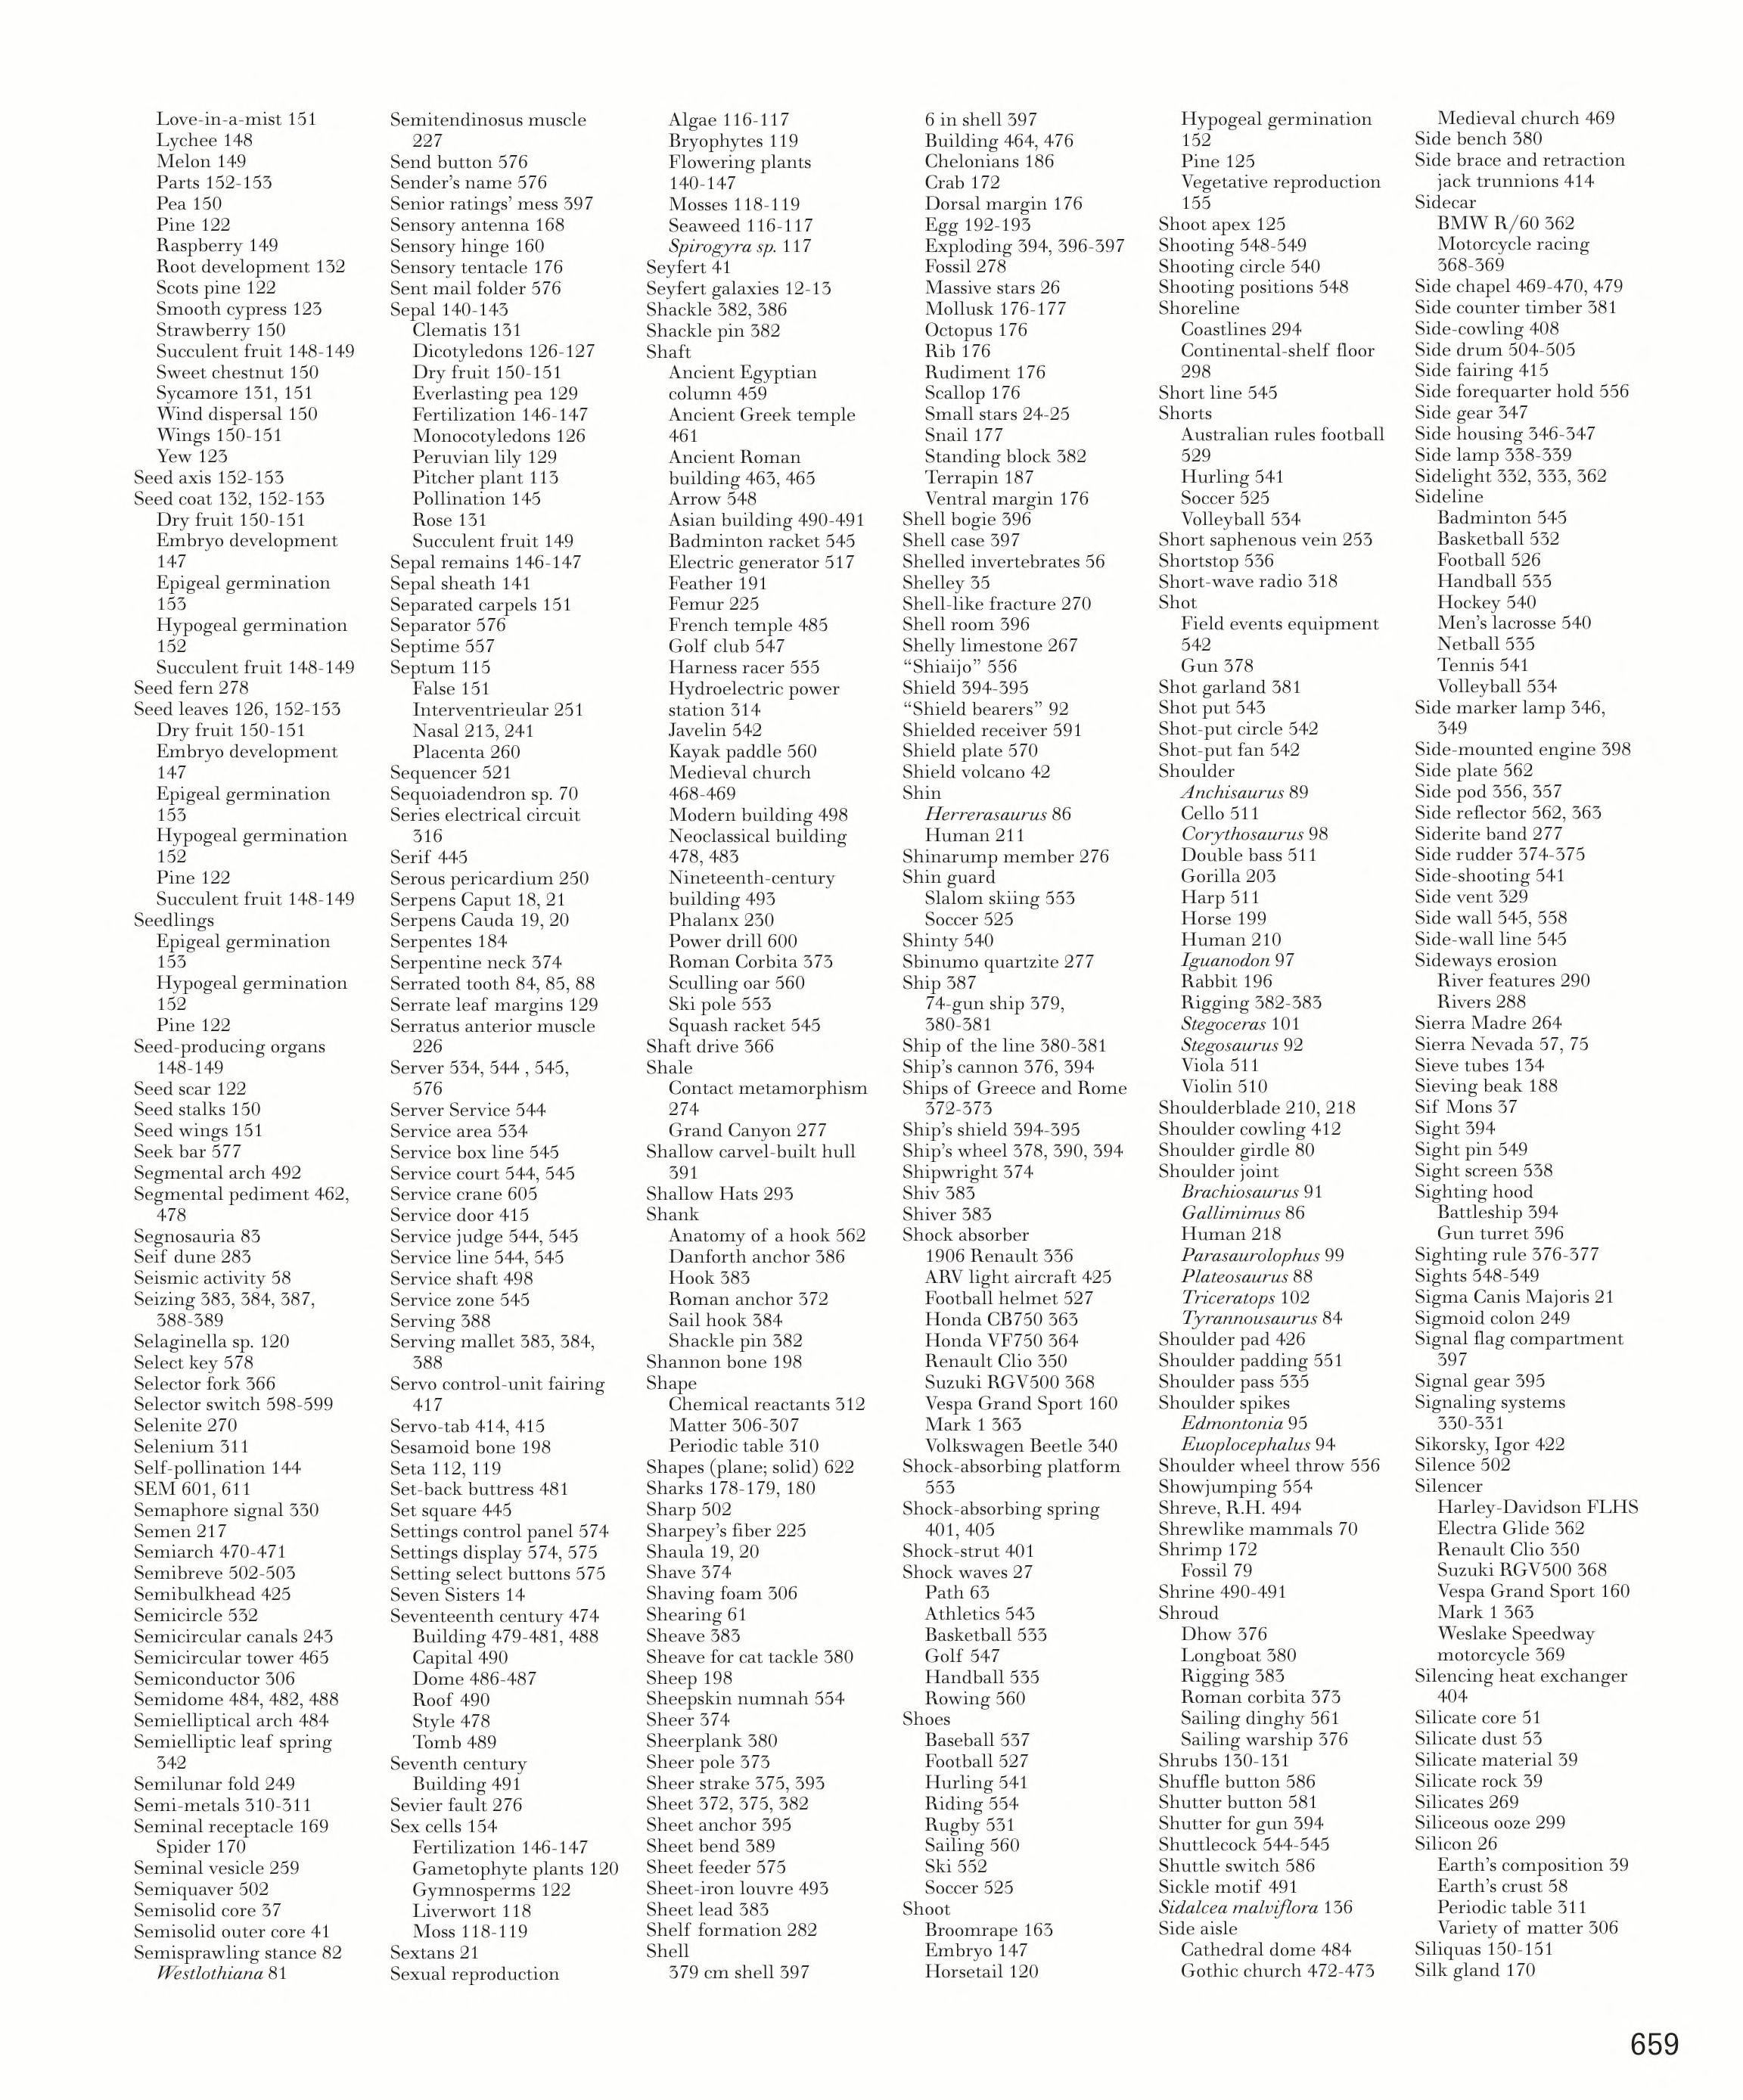 Love-in-a-mist 151
Lychee 148
Melon 149
Parts 152-153
Pea 150
Pine 122
Raspberry 149
Root development 132
Scots pine 122
Smooth cypress 123
Strawberry 150
Succulent fruit 148-149
Sweet chestnut 150
Sycamore 131, 151
Wind dispersal 150
Wings 150-151
Yew 123
Seed axis 152-153
Seed coat 132, 152-153
Dry fruit 150-151
Embryo development
147
Epigeal germination
153
Hypogeal germination
152
Succulent fruit 148-149
Seed fern 278
Seed leaves 126, 152-153
Dry fruit 150-151
Embryo development
147
Epigeal germination
153
Hypogeal germination
152
Pine 122
Succulent fruit 148-149
Seedlings
Epigeal germination
153
Hypogeal germination
152
Pine 122
Seed-producing organs
148-149
Seed scar 122
Seed stalks 150
Seed wings 151
Seek bar 577
Segmental arch 492
Segmental pediment 462,
478
Segnosauria 83
Seif dune 283
Seismic activity 58
Seizing 383, 384, 387,
388-389
Selaginella sp. 120
Select key 578
Selector fork 366
Selector switch 598-599
Selenite 270
Selenium 311
Self-pollination 144
SEM 601, 611
Semaphore signal 330
Semen 217
Semiarch 470-471
Semibreve 502-503
Semibulkhead 425
Semicircle 532
Semicircular canals 243
Semicircular tower 465
Semiconductor 306
Semidome 484, 482, 488
Semielliptical arch 484
Semielliptic leaf spring
342
Semilunar fold 249
Semi-metals 310-311
Seminal receptacle 169
Spider 170
Seminal vesicle 259
Semiquaver 502
Semisolid core 37
Semisolid outer core 41
Semisprawling stance 82
Westlothiana 81
Semitendinosus muscle
227
Send button 576
Sender's name 576
Senior ratings' mess 397
Sensory antenna 168
Sensory hinge 160
Sensory tentacle 176
Sent mail folder 576
Sepal 140-143
Clematis 131
Dicotyledons 126-127
Dry fruit 150-151
Everlasting pea 129
Fertilization 146-147
Monocotyledons 126
Peruvian lily 129
Pitcher plant 113
Pollination 145
Rose 131
Succulent fruit 149
Sepal remains 146-147
Sepal sheath 141
Separated carpels 151
Separator 576
Septime 557
Septum 115
False 151
Interventrieular 251
Nasal 213, 241
Placenta 260
Sequencer 521
Sequoiadendron sp. 70
Series electrical circuit
316
Serif 445
Serous pericardium 250
Serpens Caput 18, 21
Serpens Cauda 19, 20
Serpentes 184
Serpentine neck 374
Serrated tooth 84, 85, 88
Serrate leaf margins 129
Serratus anterior muscle
226
Server 534, 544 , 545,
576
Server Service 544
Service area 534
Service box line 545
Service court 544, 545
Service crane 605
Service door 415
Service judge 544, 545
Service line 544, 545
Service shaft 498
Service zone 545
Serving 388
Serving mallet 383, 384,
388
Servo control-unit fairing
417
Servo-tab 414, 415
Sesamoid bone 198
Seta 112, 119
Set-back buttress 481
Set square 445
Settings control panel 574
Settings display 574, 575
Setting select buttons 575
Seven Sisters 14
Seventeenth century 474
Building 479-481, 488
Capital 490
Dome 486-487
Roof 490
Style 478
Tomb 489
Seventh century
Building 491
Sevier fault 276
Sex cells 154
Fertilization 146-147
Gametophyte plants 120
Gymnosperms 122
Liverwort 118
Moss 118-119
Sextans 21
Sexual reproduction
Algae 116-117
Bryophytes 119
Flowering plants
140-147
Mosses 118-119
Seaweed 116-117
Spirogyra sp. 117
Seyfert 41
Seyfert galaxies 12-13
Shackle 382, 386
Shackle pin 382
Shaft
Ancient Egyptian
column 459
Ancient Greek temple
461
Ancient Roman
building 463, 465
Arrow 548
Asian building 490-491
Badminton racket 545
Electric generator 517
Feather 191
Femur 225
French temple 485
Golf club 547
Harness racer 555
Hydroelectric power
station 314
Javelin 542
Kayak paddle 560
Medieval church
468-469
Modern building 498
Neoclassical building
478, 483
Nineteenth-century
building 493
Phalanx 230
Power drill 600
Roman Corbita 373
Sculling oar 560
Ski pole 553
Squash racket 545
Shaft drive 366
Shale
Contact metamorphism
274
Grand Canyon 277
Shallow carvel-built hull
391
Shallow Hats 293
Shank
Anatomy of a hook 562
Danforth anchor 386
Hook 383
Roman anchor 372
Sail hook 384
Shackle pin 382
Shannon bone 198
Shape
Chemical reactants 312
Matter 306-307
Periodic table 310
Shapes (plane; solid) 622
Sharks 178-179, 180
Sharp 502
Sharpey's fiber 225
Shaula 19, 20
Shave 374
Shaving foam 306
Shearing 61
Sheave 383
Sheave for cat tackle 380
Sheep 198
Sheepskin numnah 554
Sheer 374
Sheerplank 380
Sheer pole 373
Sheer strake 375, 393
Sheet 372, 375, 382
Sheet anchor 395
Sheet bend 389
Sheet feeder 575
Sheet-iron louvre 493
Sheet lead 383
Shelf formation 282
Shell
379 cm shell 397
6 in shell 397
Building 464, 476
Chelonians 186
Crab 172
Dorsal margin 176
Egg 192-193
Exploding 394, 396-397
Fossil 278
Massive stars 26
Mollusk 176-177
Octopus 176
Rib 176
Rudiment 176
Scallop 176
Small stars 24-25
Snail 177
Standing block 382
Terrapin 187
Ventral margin 176
Shell bogie 396
Shell case 397
Shelled invertebrates 56
Shelley 35
Shell-like fracture 270
Shell room 396
Shelly limestone 267
“Shiaijo” 556
Shield 394-395
“Shield bearers” 92
Shielded receiver 591
Shield plate 570
Shield volcano 42
Shin
Herrerasaurus 86
Human 211
Shinarump member 276
Shin guard
Slalom skiing 553
Soccer 525
Shinty 540
Sbinumo quartzite 277
Ship 387
74-gun ship 379,
380-381
Ship of the line 380-381
Ship's cannon 376, 394
Ships of Greece and Rome
372-373
Ship's shield 394-395
Ship's wheel 378, 390, 394
Shipwright 374
Shiv 383
Shiver 383
Shock absorber
1906 Renault 336
ARV light aircraft 425
Football helmet 527
Honda CB750 363
Honda VF750 364
Renault Clio 350
Suzuki RGV500 368
Vespa Grand Sport 160
Mark 1 363
Volkswagen Beetle 340
Shock-absorbing platform
553
Shock-absorbing spring
401, 405
Shock-strut 401
Shock waves 27
Path 63
Athletics 543
Basketball 533
Golf 547
Handball 535
Rowing 560
Shoes
Baseball 537
Football 527
Hurling 541
Riding 554
Rugby 531
Sailing 560
Ski 552
Soccer 525
Shoot
Broomrape 163
Embryo 147
Horsetail 120
Hypogeal germination
152
Pine 125
Vegetative reproduction
155
Shoot apex 125
Shooting 548-549
Shooting circle 540
Shooting positions 548
Shoreline
Coastlines 294
Continental-shelf floor
298
Short line 545
Shorts
Australian rules football
529
Hurling 541
Soccer 525
Volleyball 534
Short saphenous vein 253
Shortstop 536
Short-wave radio 318
Shot
Field events equipment
542
Gun 378
Shot garland 381
Shot put 543
Shot-put circle 542
Shot-put fan 542
Shoulder
Anchisaurus 89
Cello 511
Corythosaurus 98
Double bass 511
Gorilla 203
Harp 511
Horse 199
Human 210
Iguanodon 97
Rabbit 196
Rigging 382-383
Stegoceras 101
Stegosaurus 92
Viola 511
Violin 510
Shoulderblade 210, 218
Shoulder cowling 412
Shoulder girdle 80
Shoulder joint
Brachiosaurus 91
Gallimimus 86
Human 218
Parasaurolophus 99
Plateosaurus 88
Triceratops 102
Tyrannousaurus 84
Shoulder pad 426
Shoulder padding 551
Shoulder pass 535
Shoulder spikes
Edmontonia 95
Euoplocephalus 94
Shoulder wheel throw 556
Showjumping 554
Shreve, R.H. 494
Shrewlike mammals 70
Shrimp 172
Fossil 79
Shrine 490-491
Shroud
Dhow 376
Longboat 380
Rigging 383
Roman corbita 373
Sailing dinghy 561
Sailing warship 376
Shrubs 130-131
Shuffle button 586
Shutter button 581
Shutter for gun 394
Shuttlecock 544-545
Shuttle switch 586
Sickle motif 491
Sidalcea malviflora 136
Side aisle
Cathedral dome 484
Gothic church 472-473
Medieval church 469
Side bench 380
Side brace and retraction
jack trunnions 414
Sidecar
BMW R/60 362
Motorcycle racing
368-369
Side chapel 469-470, 479
Side counter timber 381
Side-cowling 408
Side drum 504-505
Side fairing 415
Side forequarter hold 556
Side gear 347
Side housing 346-347
Side lamp 338-339
Sidelight 332, 333, 362
Sideline
Badminton 545
Basketball 532
Football 526
Handball 535
Hockey 540
Men's lacrosse 540
Netball 535
Tennis 541
Volleyball 534
Side marker lamp 346,
349
Side-mounted engine 398
Side plate 562
Side pod 356, 357
Side reflector 562, 363
Siderite band 277
Side rudder 374-375
Side-shooting 541
Side vent 329
Side wall 545, 558
Side-wall line 545
Sideways erosion
River features 290
Rivers 288
Sierra Madre 264
Sierra Nevada 57, 75
Sieve tubes 134
Sieving beak 188
Sif Mons 37
Sight 394
Sight pin 549
Sight screen 538
Sighting hood
Battleship 394
Gun turret 396
Sighting rule 376-377
Sights 548-549
Sigma Canis Majoris 21
Sigmoid colon 249
Signal flag compartment
397
Signal gear 395
Signaling systems
330-331
Sikorsky, Igor 422
Silence 502
Silencer
Harley-Davidson FLHS
Electra Glide 362
Renault Clio 350
Suzuki RGV500 368
Vespa Grand Sport 160
Mark 1 363
Weslake Speedway
motorcycle 369
Silencing heat exchanger
404
Silicate core 51
Silicate dust 53
Silicate material 39
Silicate rock 39
Silicates 269
Siliceous ooze 299
Silicon 26
Earth's composition 39
Earth's crust 58
Periodic table 311
Variety of matter 306
Siliquas 150-151
Silk gland 170
659